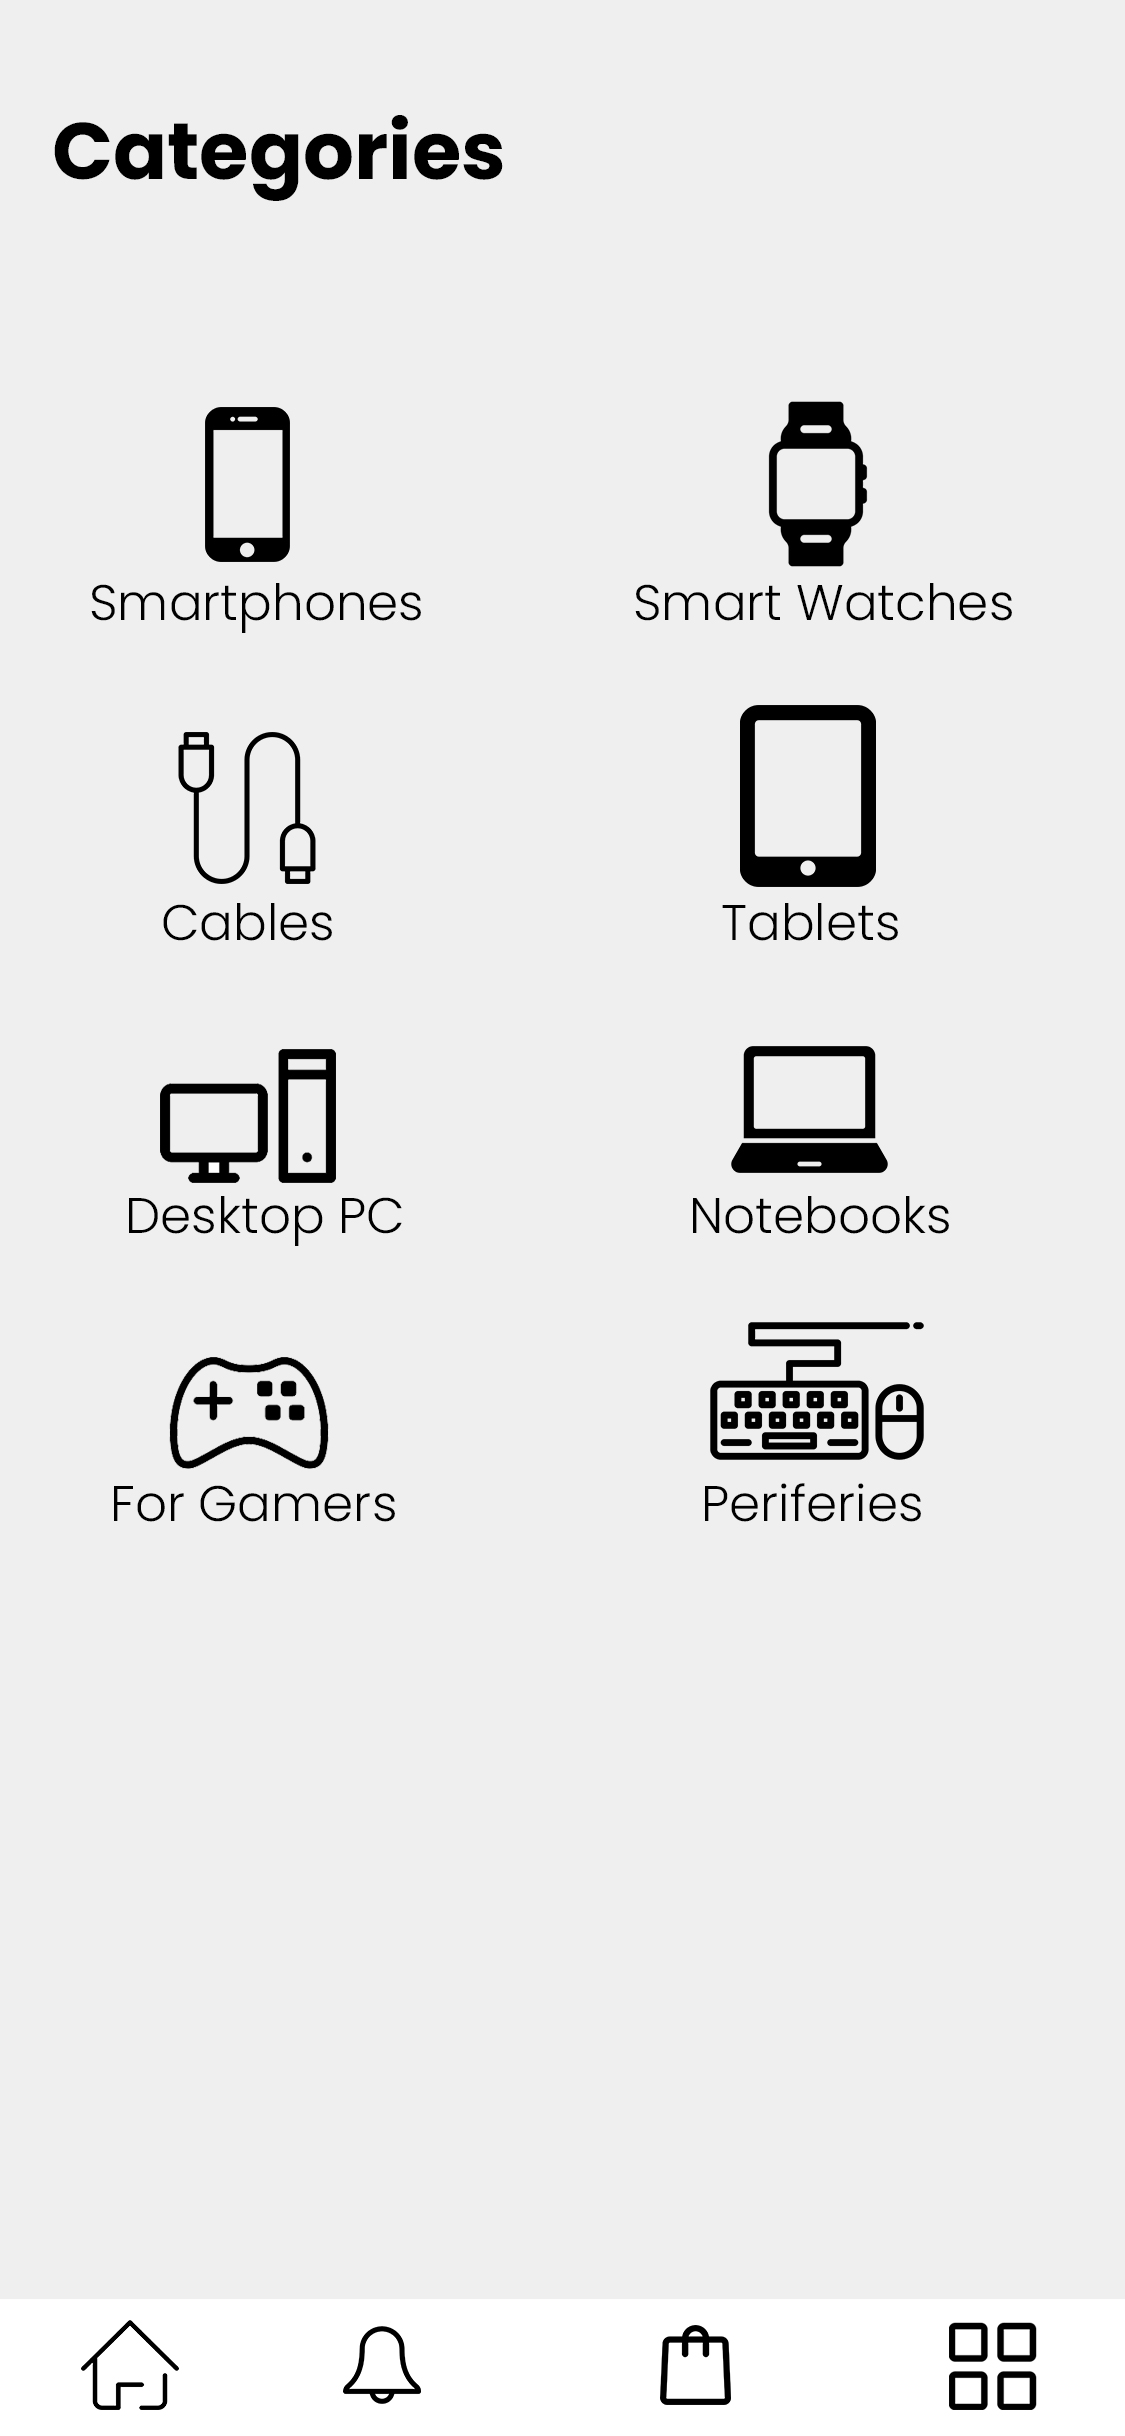 Categories
Smartphones
Smart Watches
Cables
Tablets
Desktop PC
Notebooks
For Gamers
Periferies